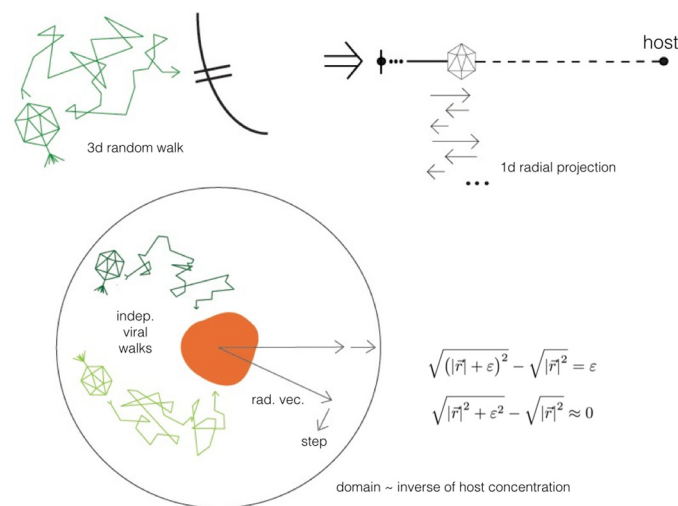 host
3d random walk
1d radial projection
...
...
indep.
viral
walks
rad. vec.
step
$\sqrt{(|\vec{r}| + \varepsilon)^2} - \sqrt{|\vec{r}|^2} = \varepsilon$
$\sqrt{|\vec{r}|^2 + \varepsilon^2} - \sqrt{|\vec{r}|^2} \approx 0$
domain ~ inverse of host concentration